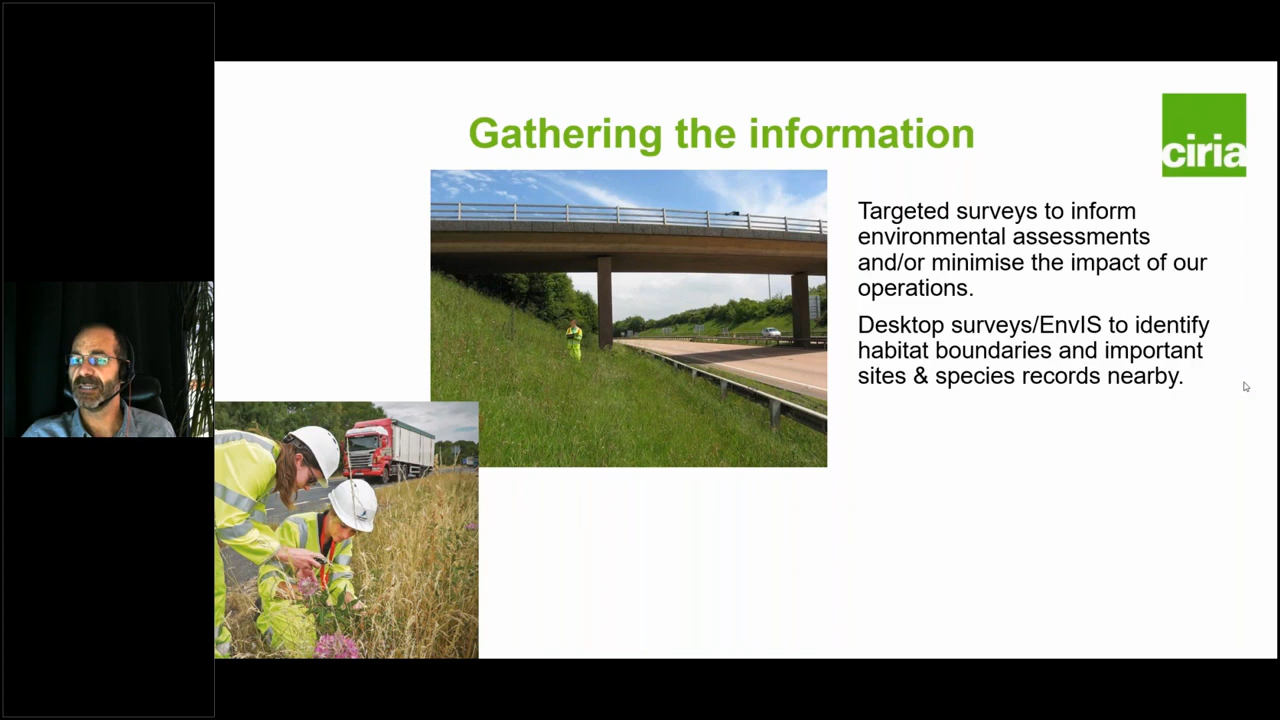 Gathering the information
ciria
Targeted surveys to inform
environmental assessments
and/or minimise the impact of our
operations.
Desktop surveys/EnvIS to identify
habitat boundaries and important
sites & species records nearby.